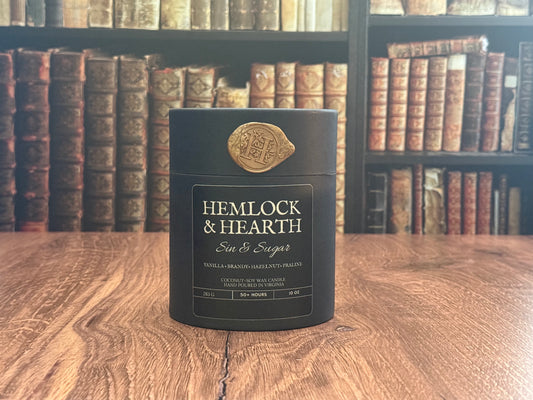 HEMLOCK
& HEARTH
Sin & Sugar
VANILLA • BRANDY • HAZELNUT • PRALINE
COCONUT-SOY WAX CANDLE
HAND POURED IN VIRGINIA
50+ HOURS 10 OZ